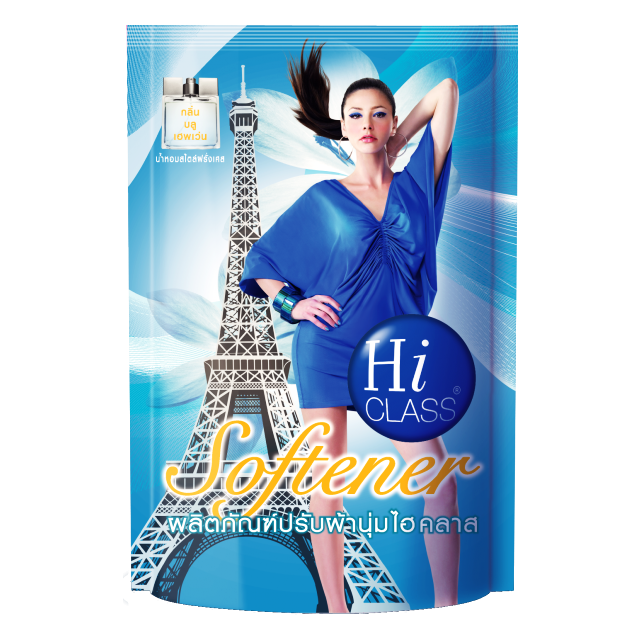 กลิ่น
บลู
เฮฟเว่น
น้ำหอมสไตล์ฝรั่งเศส
Hi
CLASS®
Softener
ผลิตภัณฑ์ปรับผ้านุ่มไฮคลาส